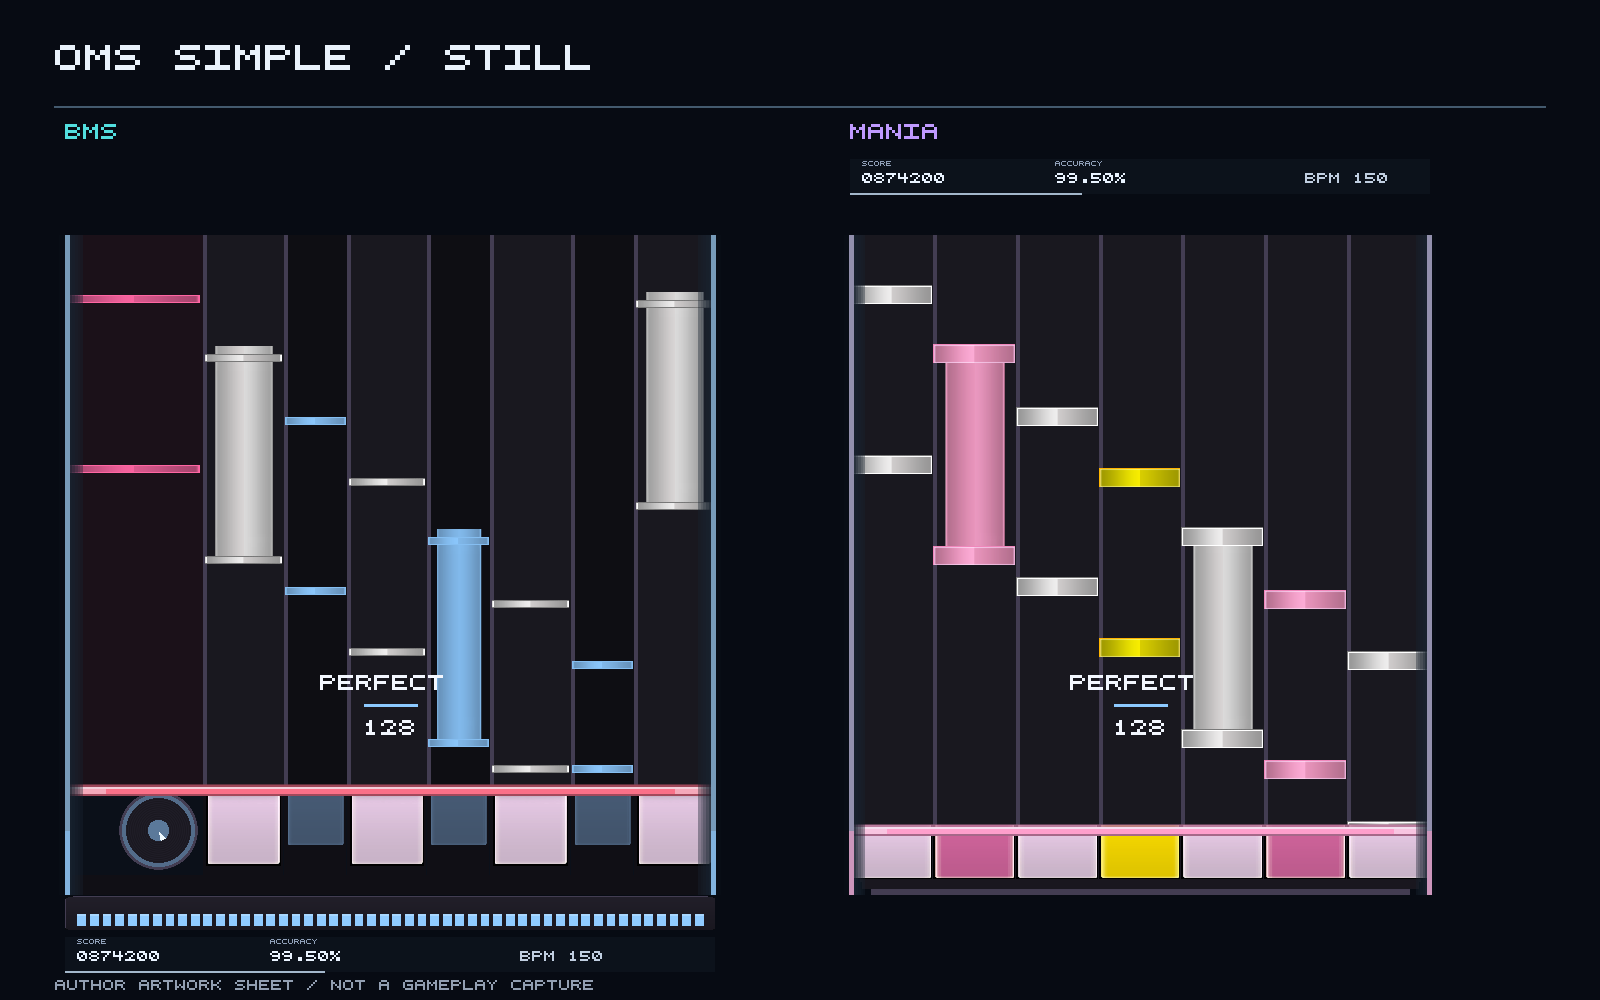 OMS SIMPLE / STILL
BMS
MANIA
SCORE ACCURACY
0874200 99.50% BPM 150
PERFECT
128
PERFECT
128
SCORE ACCURACY
0874200 99.50% BPM 150
AUTHOR ARTWORK SHEET / NOT A GAMEPLAY CAPTURE